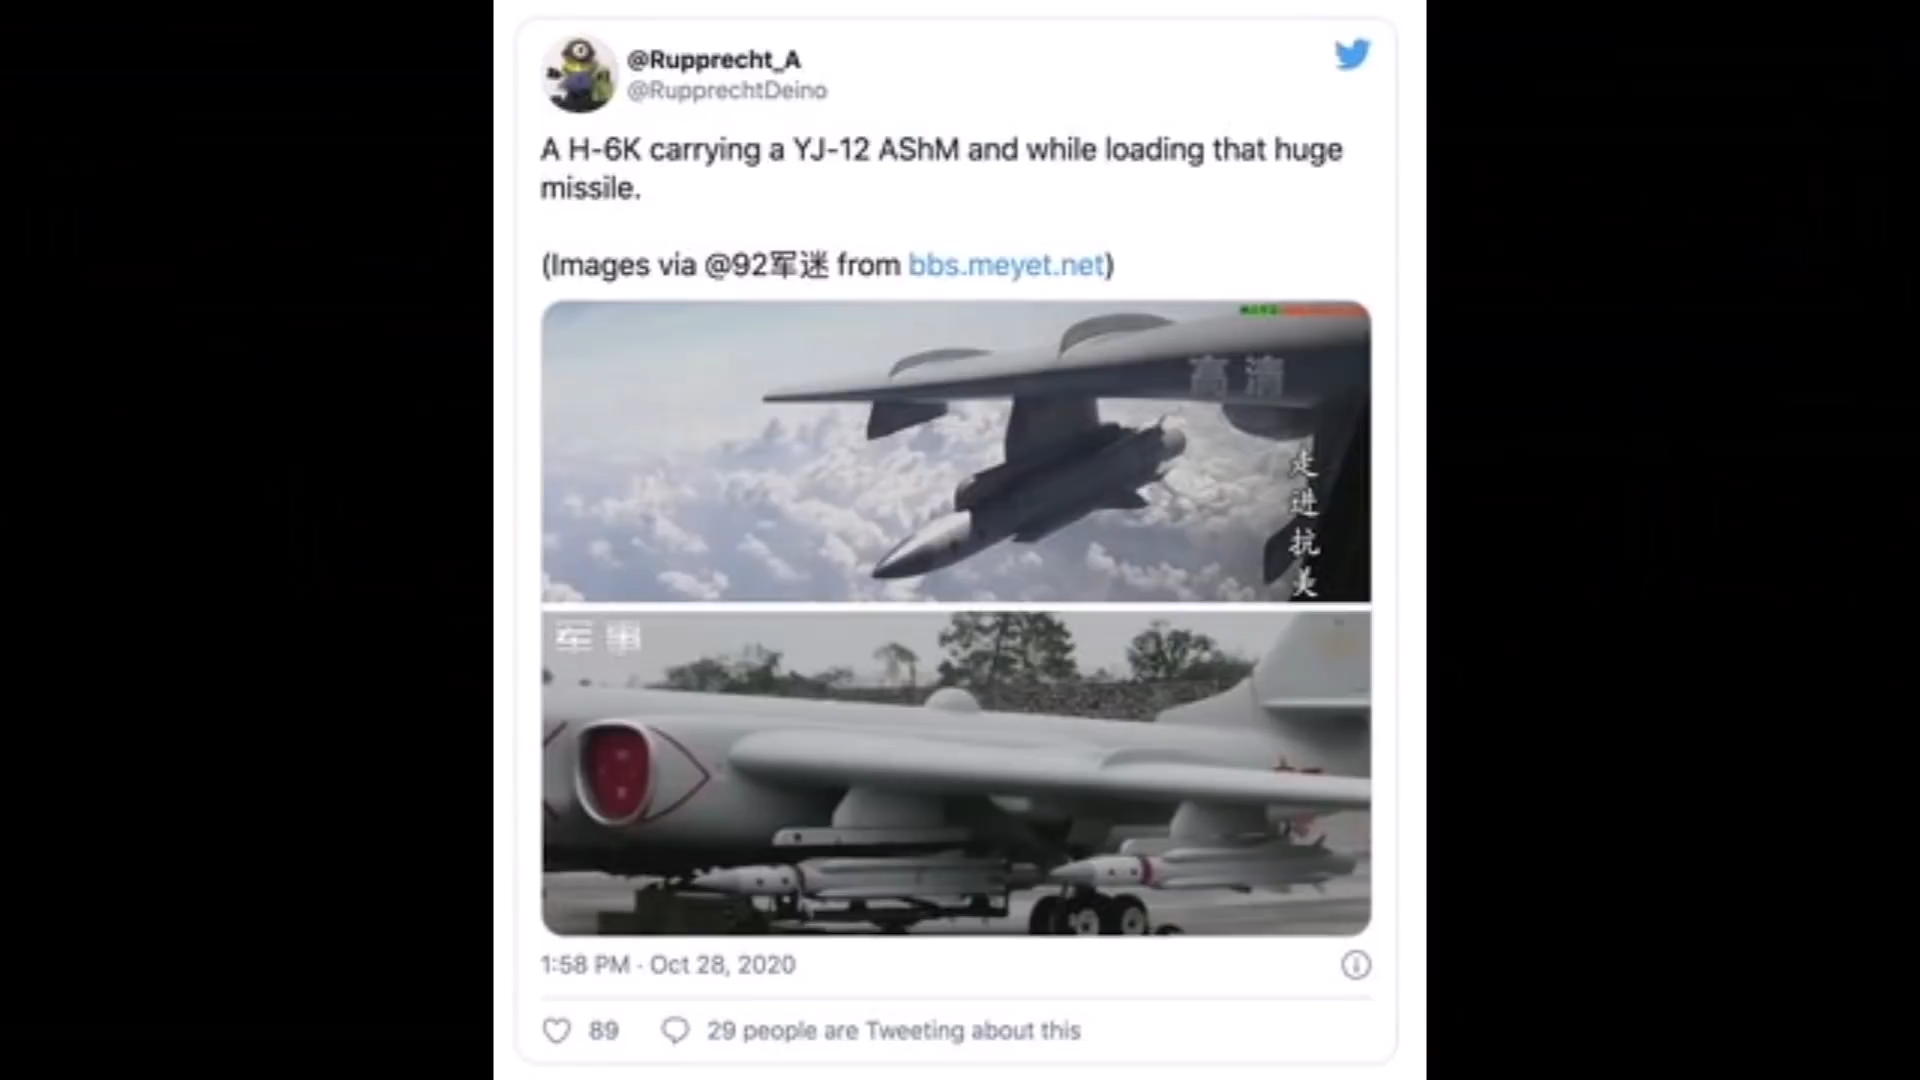 @Rupprecht_A
@RupprechtDeino
A H-6K carrying a YJ-12 AShM and while loading that huge
missile.
(Images via @92军迷 from bbs.meyet.net)
高清
走
进
抗
美
军事
1:58 PM · Oct 28, 2020
89
29 people are Tweeting about this